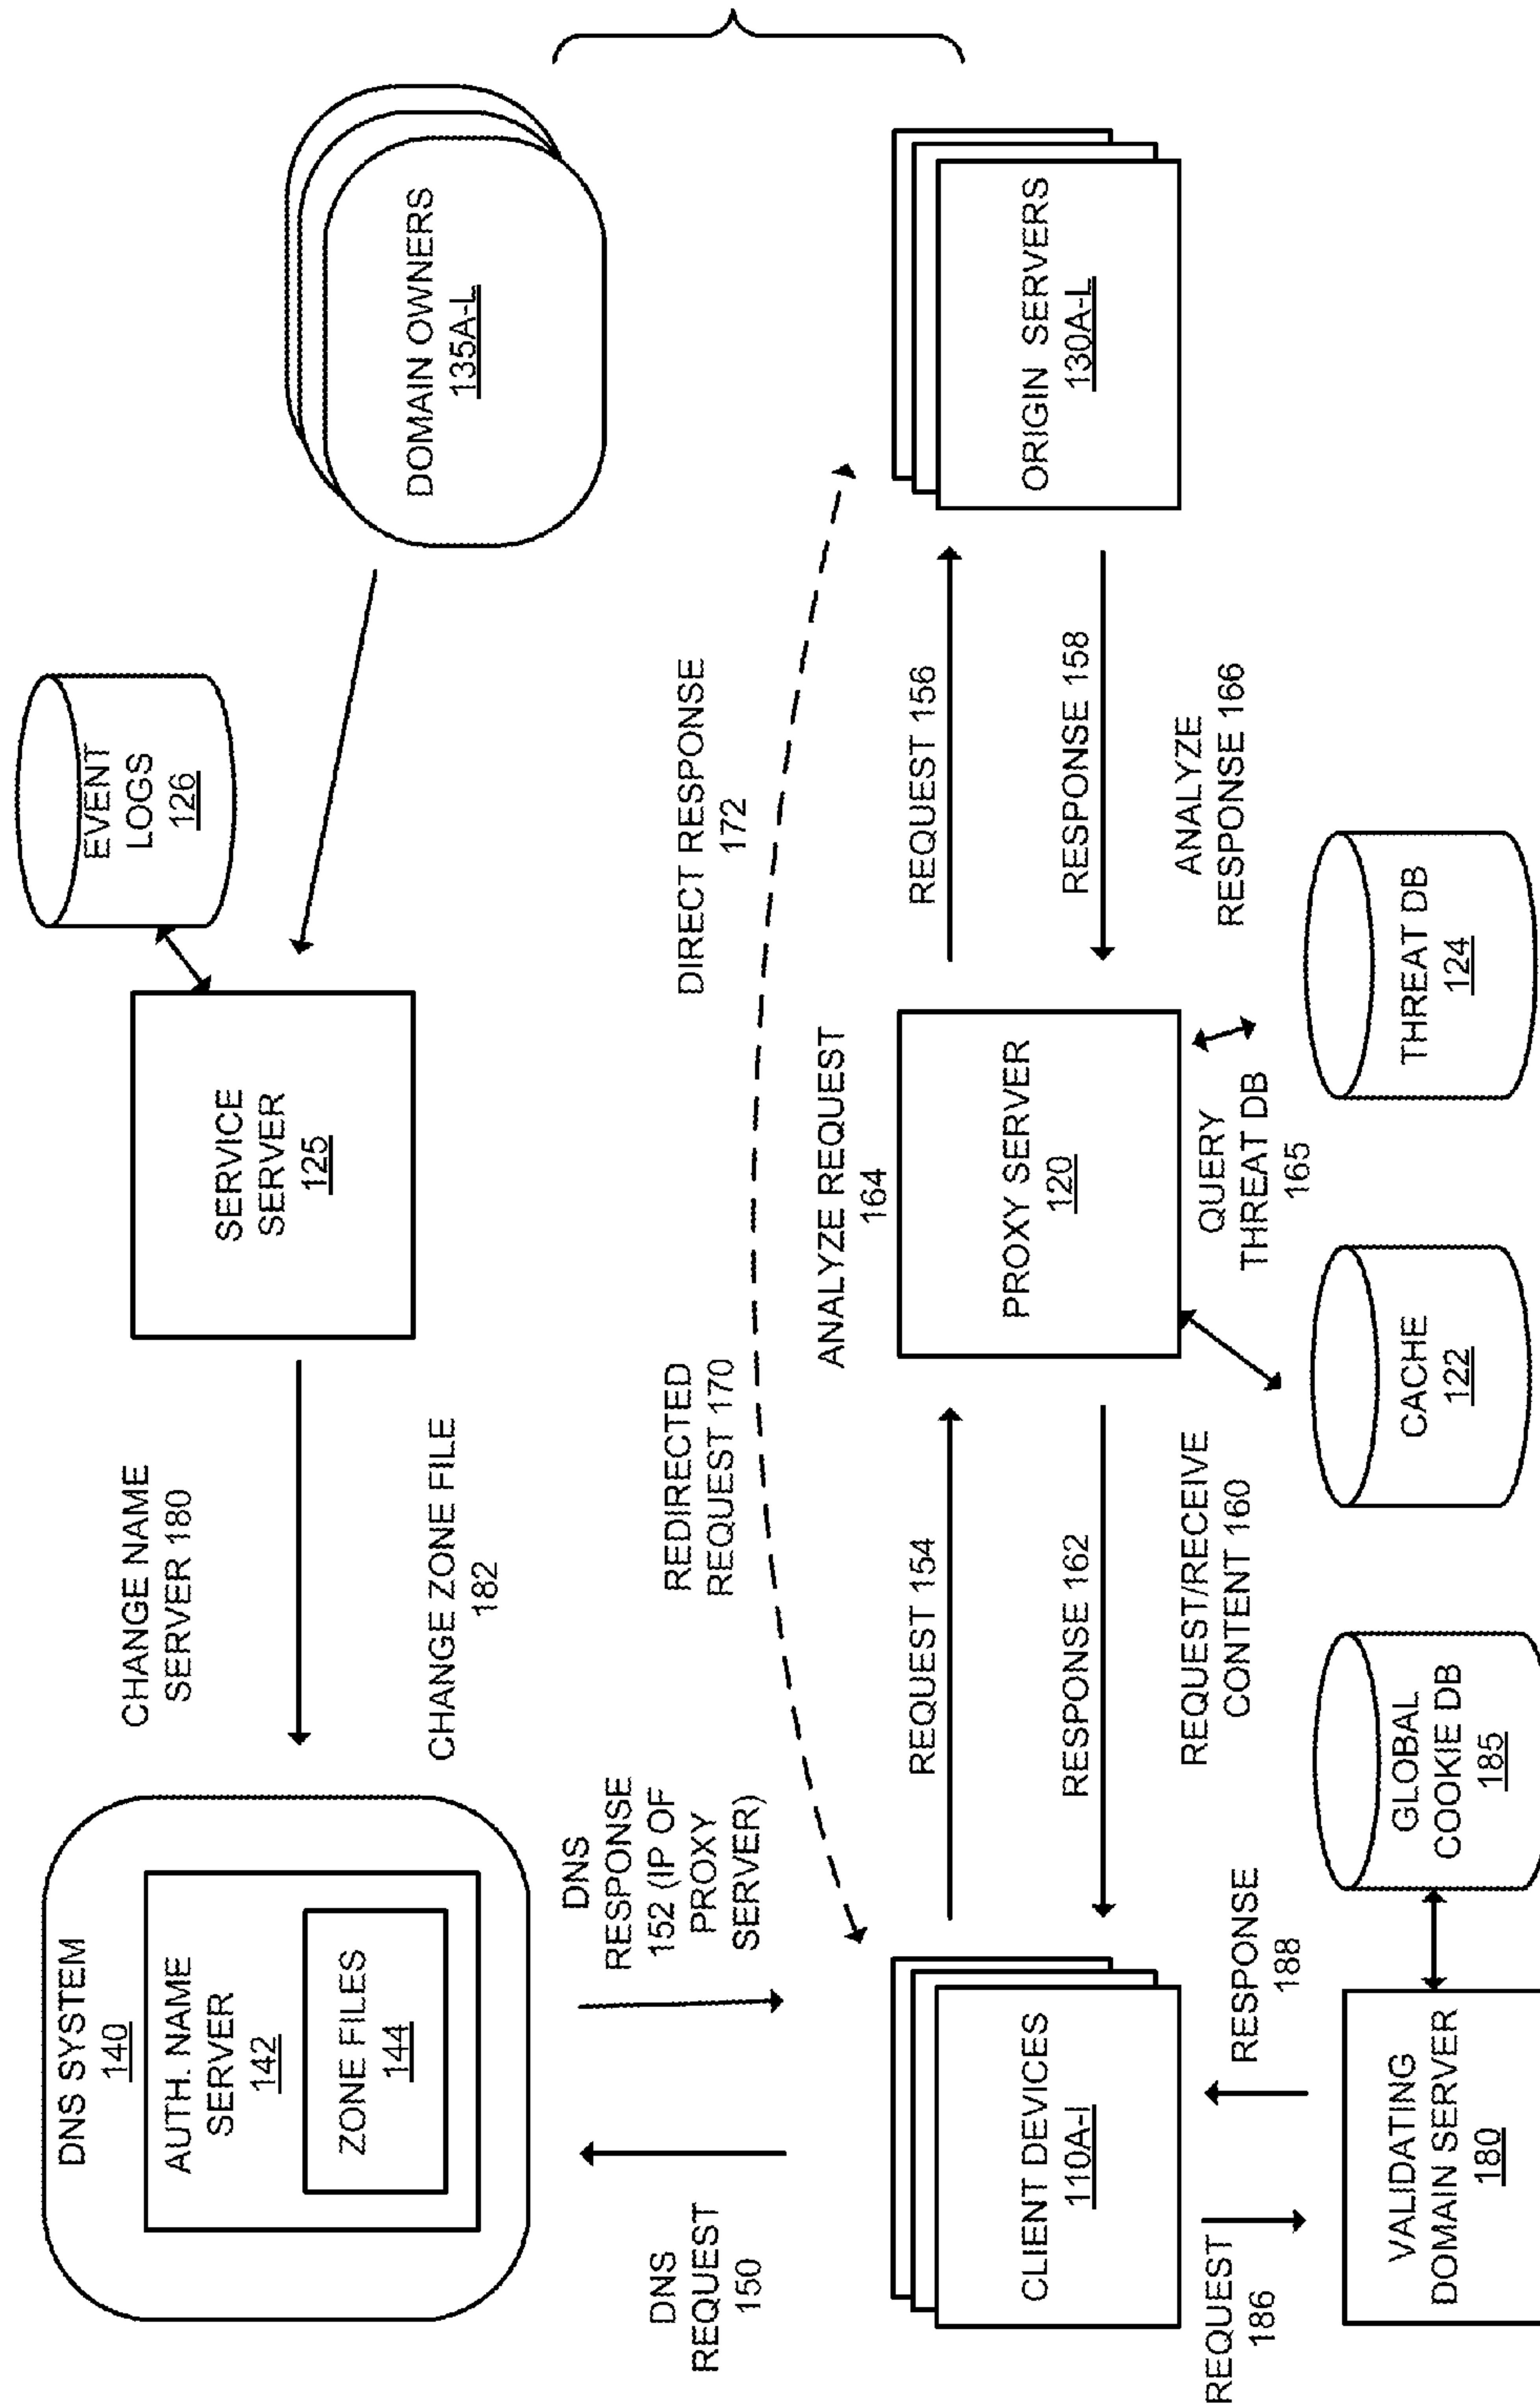 DNS SYSTEM
140
AUTH. NAME
SERVER
142
ZONE FILES
144
CHANGE NAME
SERVER 180
CHANGE ZONE FILE
182
SERVICE
SERVER
125
EVENT
LOGS
126
DOMAIN OWNERS
135A-L
DNS
REQUEST
150
DNS
RESPONSE
152 (IP OF
PROXY
SERVER)
REDIRECTED
REQUEST 170
DIRECT RESPONSE
172
CLIENT DEVICES
110A-I
REQUEST 154
RESPONSE 162
ANALYZE REQUEST
164
PROXY SERVER
120
REQUEST 156
RESPONSE 158
ORIGIN SERVERS
130A-L
REQUEST
186
RESPONSE
188
REQUEST/RECEIVE
CONTENT 160
QUERY
THREAT DB
165
ANALYZE
RESPONSE 166
VALIDATING
DOMAIN SERVER
180
GLOBAL
COOKIE DB
185
CACHE
122
THREAT DB
124